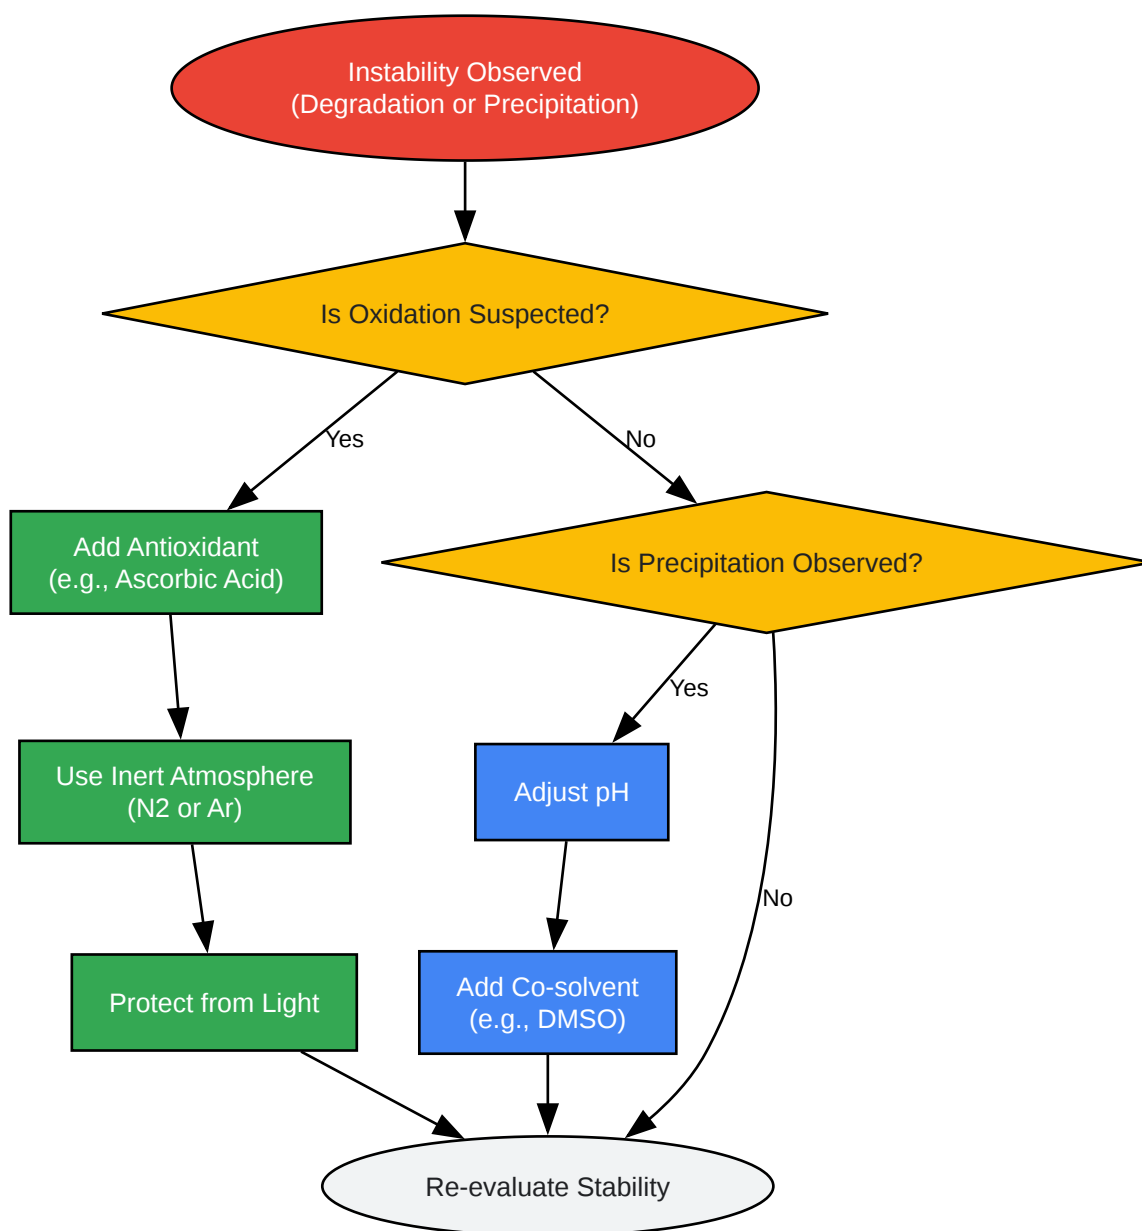 Instability Observed
(Degradation or Precipitation)
Is Oxidation Suspected?
Yes
No
Add Antioxidant
(e.g., Ascorbic Acid)
Is Precipitation Observed?
Yes
Use Inert Atmosphere
(N2 or Ar)
Adjust pH
No
Protect from Light
Add Co-solvent
(e.g., DMSO)
Re-evaluate Stability